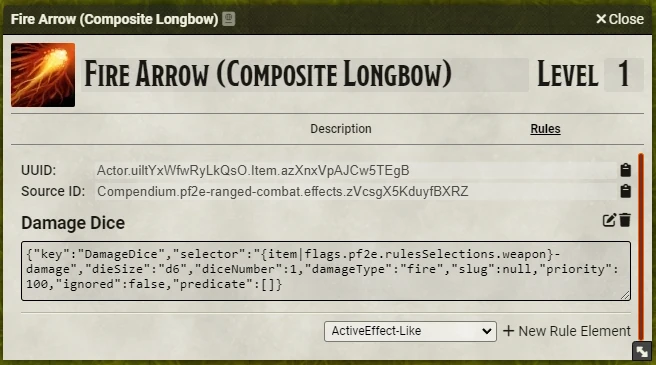 Fire Arrow (Composite Longbow)
Close
Fire Arrow (Composite Longbow)
Level 1
Description
Rules
UUID: Actor.uiltYxWfwRyLkQsO.Item.azXnxVpAJCw5TEgB
Source ID: Compendium.pf2e-ranged-combat.effects.zVcsgX5KduyfBXRZ
Damage Dice
{"key":"DamageDice","selector":"{item|flags.pf2e.rulesSelections.weapon}-
damage","dieSize":"d6","diceNumber":1,"damageType":"fire","slug":null,"priority":
100,"ignored":false,"predicate":[]}
ActiveEffect-Like
+ New Rule Element